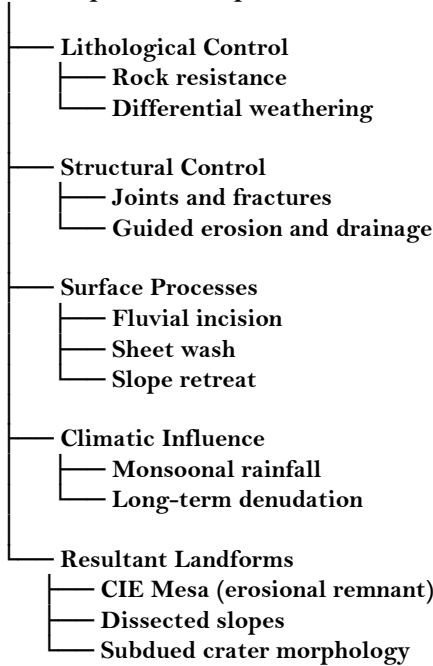 Lithological Control
Rock resistance
Differential weathering
Structural Control
Joints and fractures
Guided erosion and drainage
Surface Processes
Fluvial incision
Sheet wash
Slope retreat
Climatic Influence
Monsoonal rainfall
Long-term denudation
Resultant Landforms
CIE Mesa (erosional remnant)
Dissected slopes
Subdued crater morphology